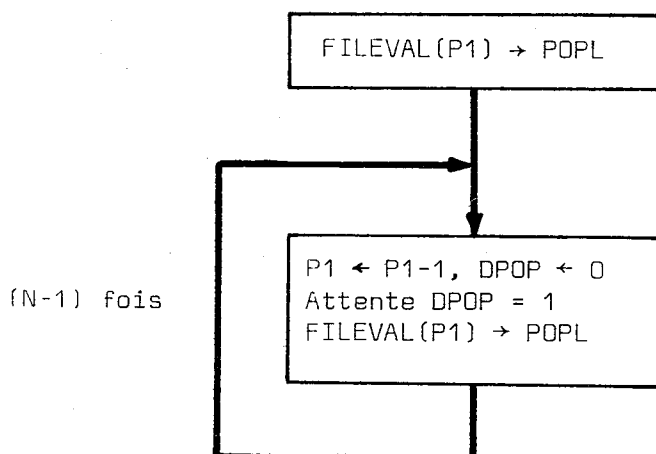 FILEVAL(P1) → POPL
P1 ← P1-1, DPOP ← 0
(N-1) fois
Attente DPOP = 1
FILEVAL(P1) → POPL